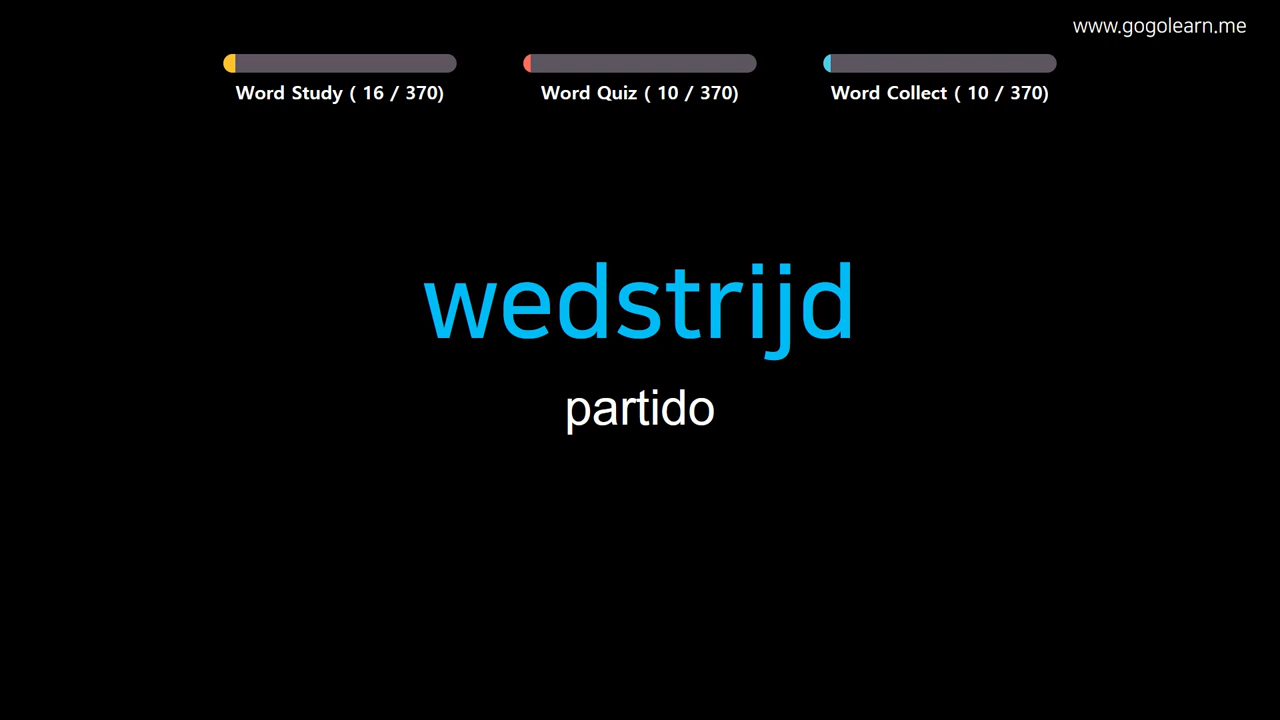 www.gogolearn.me
Word Study ( 16 / 370)
Word Quiz ( 10 / 370)
Word Collect ( 10 / 370)
wedstrijd
partido